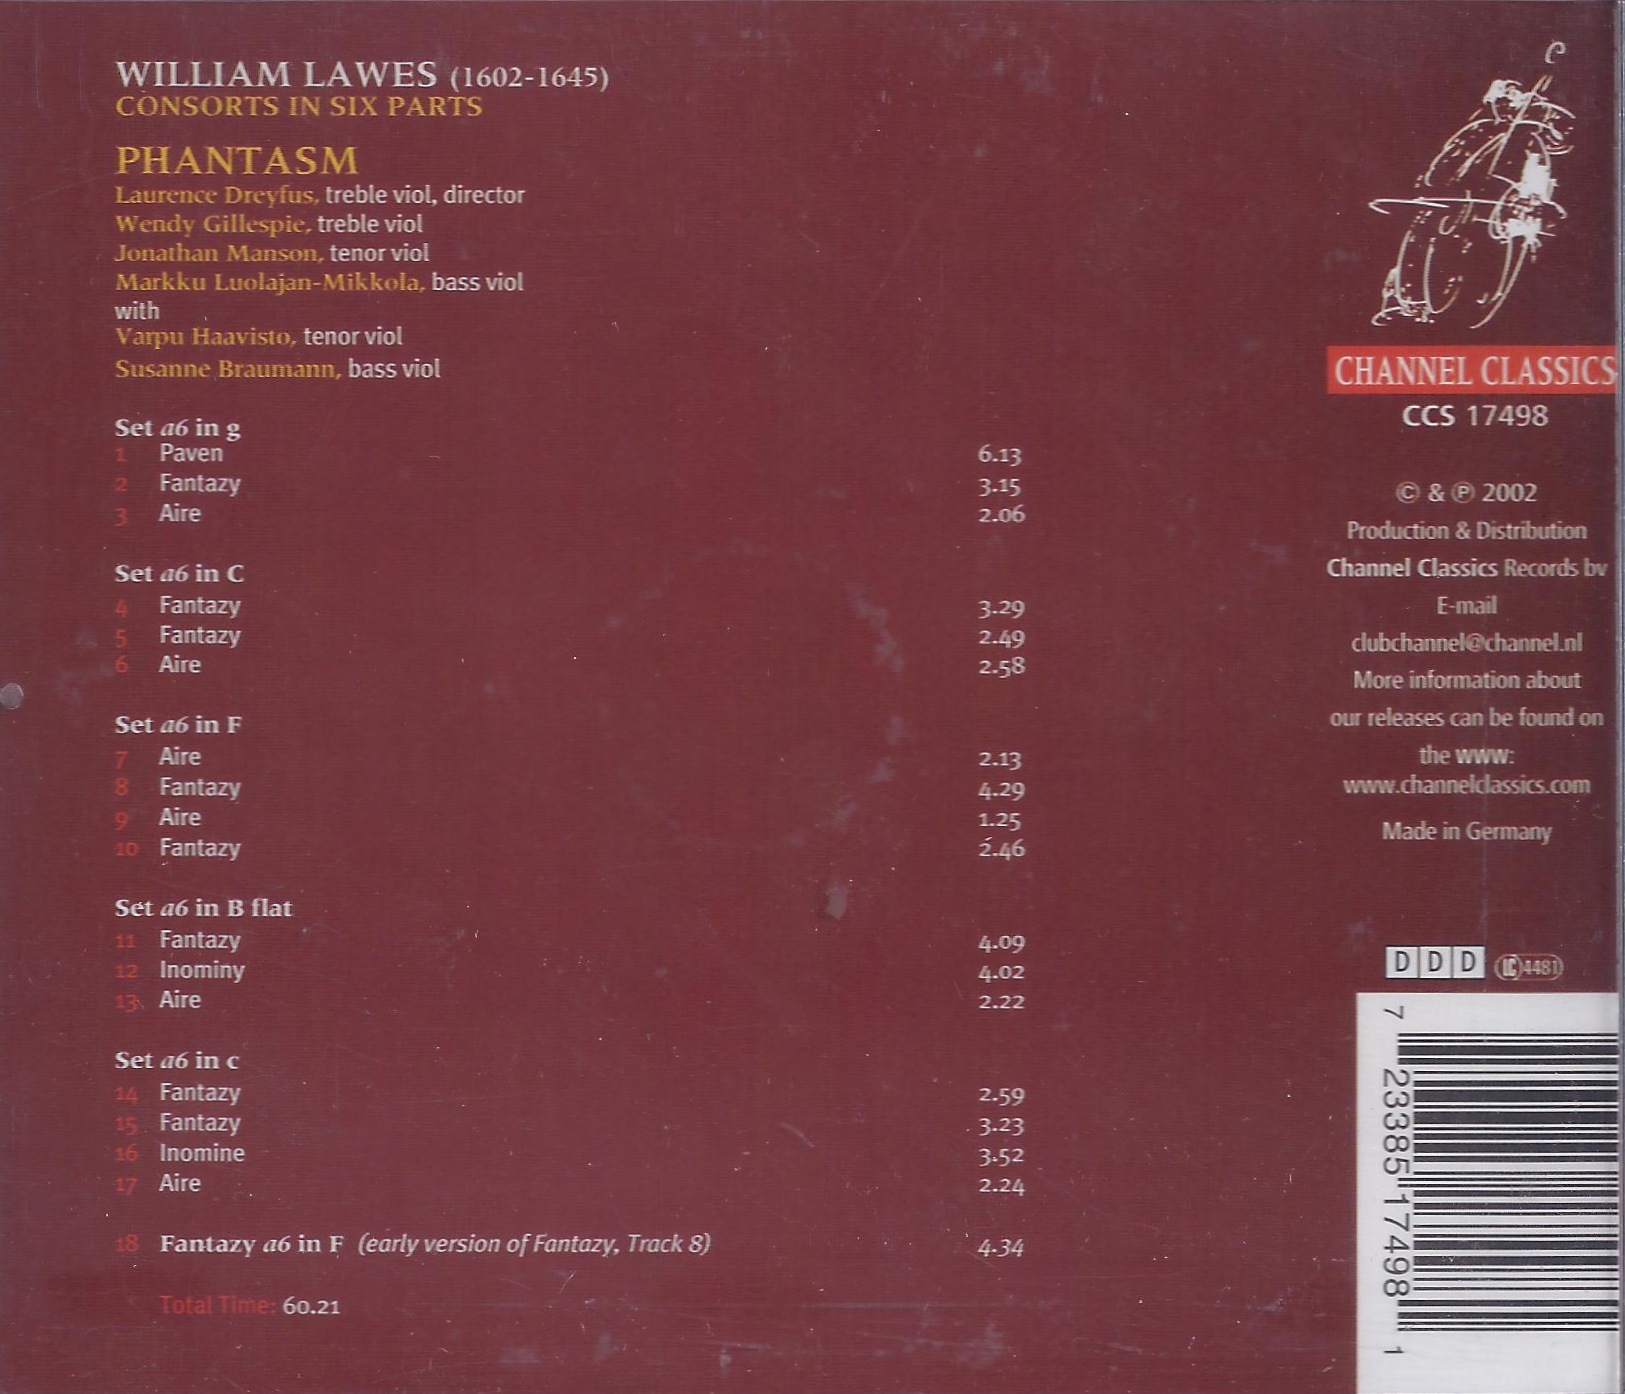 WILLIAM LAWES (1602-1645)
CONSORTS IN SIX PARTS
PHANTASM
Laurence Dreyfus, treble viol, director
Wendy Gillespie, treble viol
Jonathan Manson, tenor viol
Markku Luolajan-Mikkola, bass viol
with
Varpu Haavisto, tenor viol
Susanne Braumann, bass viol
Set a6 in g
1 Paven 6.13
2 Fantazy 3.15
3 Aire 2.06
Set a6 in C
4 Fantazy 3.29
5 Fantazy 2.49
6 Aire 2.58
Set a6 in F
7 Aire 2.13
8 Fantazy 4.29
9 Aire 1.25
10 Fantazy 2.46
Set a6 in B flat
11 Fantazy 4.09
12 Inominy 4.02
13 Aire 2.22
Set a6 in c
14 Fantazy 2.59
15 Fantazy 3.23
16 Inomine 3.52
17 Aire 2.24
18 Fantazy a6 in F (early version of Fantazy, Track 8) 4.34
Total Time: 60.21
CHANNEL CLASSICS
CCS 17498
© & ℗ 2002
Production & Distribution
Channel Classics Records bv
E-mail
clubchannel@channel.nl
More information about
our releases can be found on
the www:
www.channelclassics.com
Made in Germany
DDD LC 4481
7 23385 17498 1